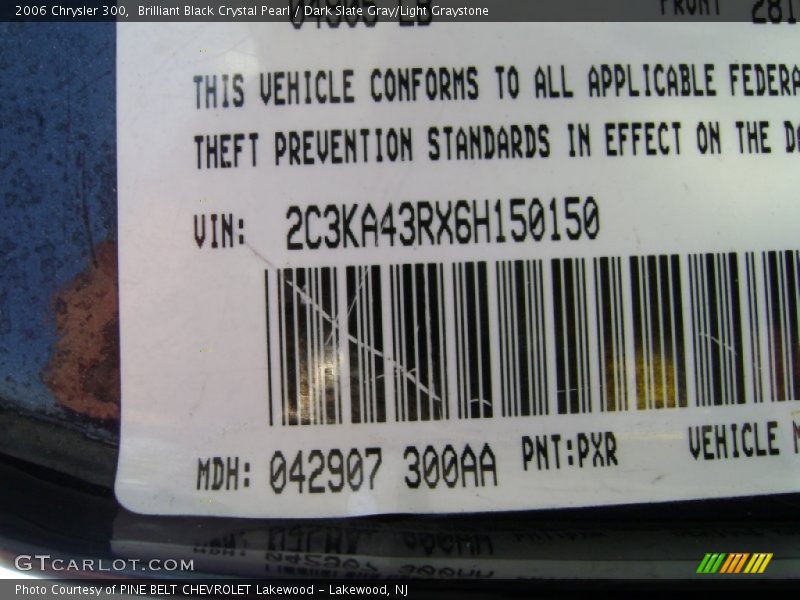 2006 Chrysler 300, Brilliant Black Crystal Pearl / Dark Slate Gray/Light Graystone
THIS VEHICLE CONFORMS TO ALL APPLICABLE FEDERA
THEFT PREVENTION STANDARDS IN EFFECT ON THE DA
VIN: 2C3KA43RX6H150150
MDH: 042907 300AA PNT:PXR VEHICLE M
GTCARLOT.COM
Photo Courtesy of PINE BELT CHEVROLET Lakewood - Lakewood, NJ